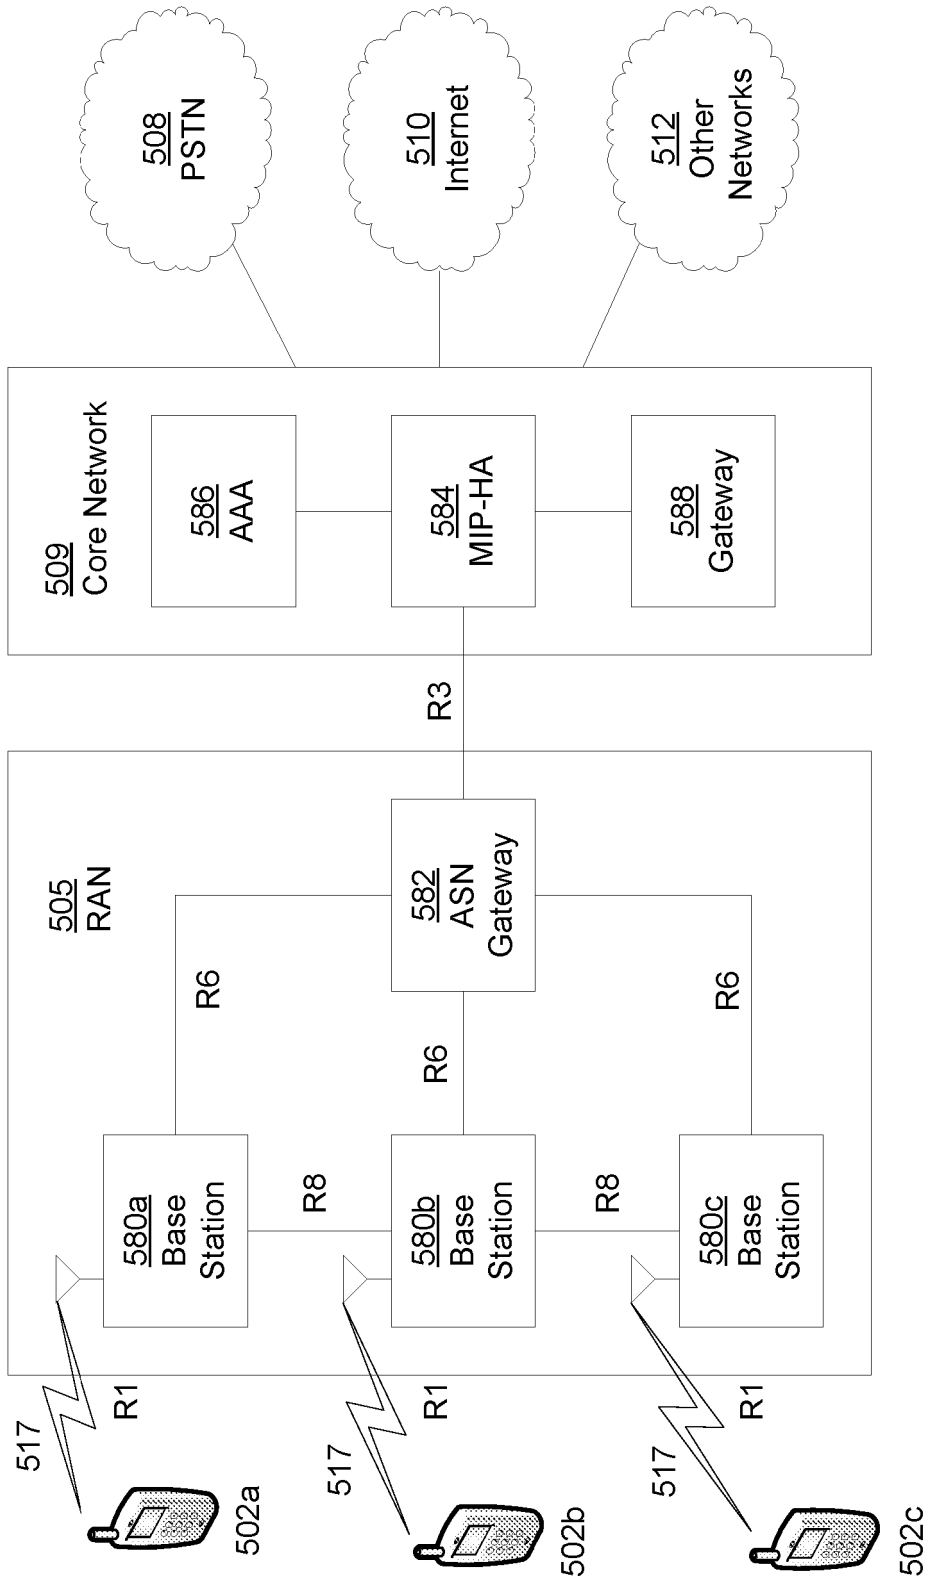 517
502a
R1
580a
Base
Station
R8
517
502b
R1
580b
Base
Station
R8
517
502c
R1
580c
Base
Station
505
RAN
R6
R6
R6
582
ASN
Gateway
R3
509
Core Network
586
AAA
584
MIP-HA
588
Gateway
508
PSTN
510
Internet
512
Other
Networks